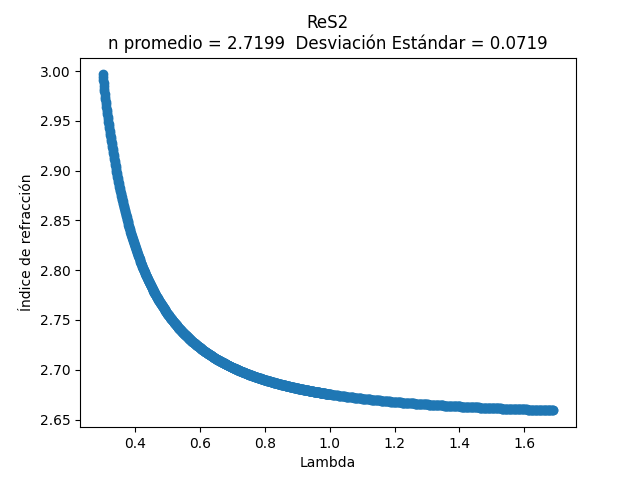 ReS2
n promedio = 2.7199  Desviación Estándar = 0.0719
3.00
2.95
2.90
2.85
2.80
2.75
2.70
2.65
Índice de refracción
0.4 0.6 0.8 1.0 1.2 1.4 1.6
Lambda